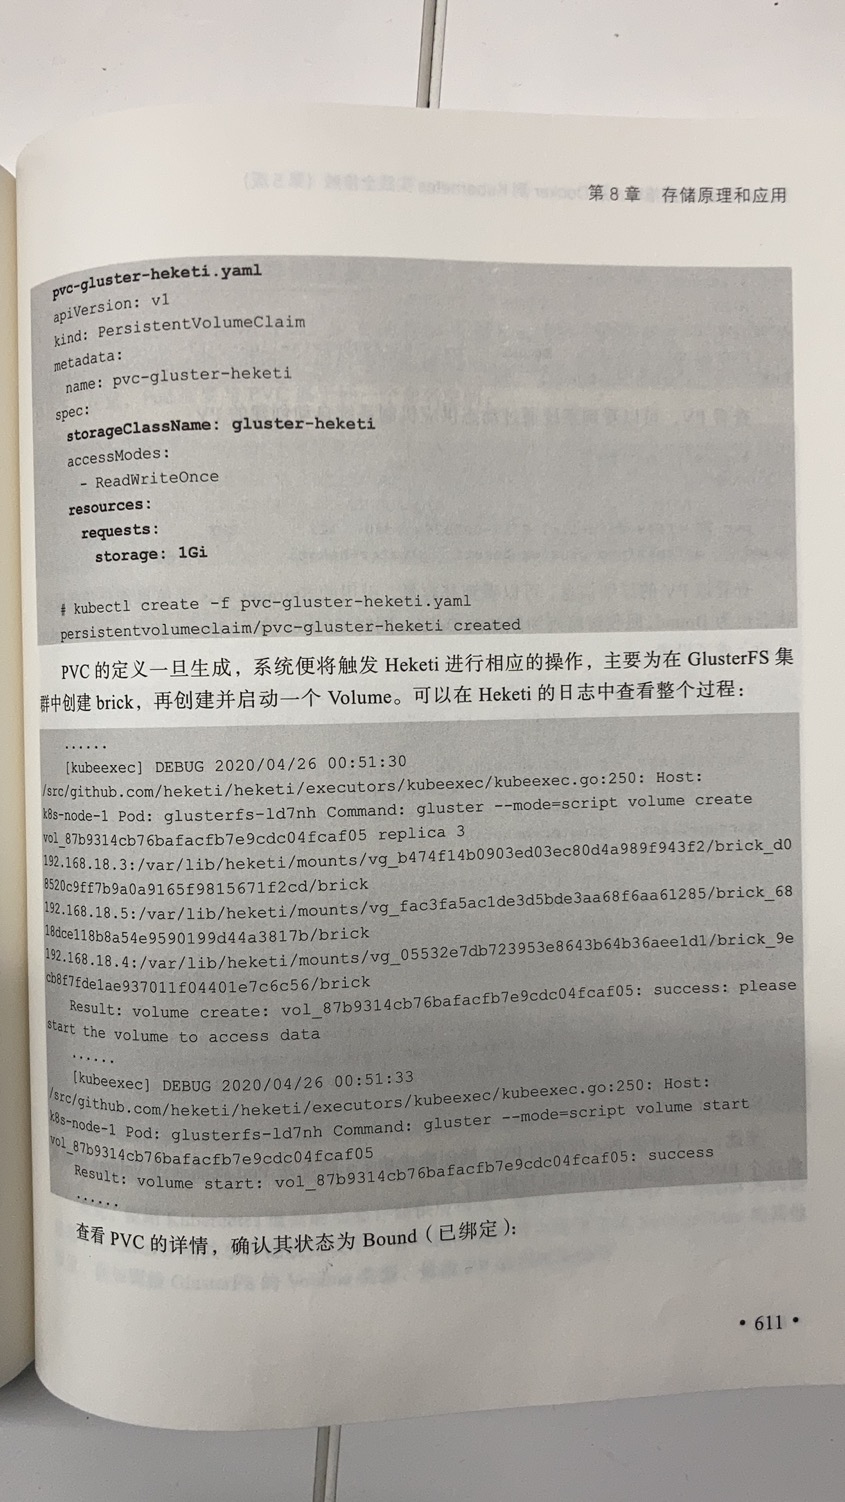 第 8 章 存储原理和应用
pvc-gluster-heketi.yaml
apiVersion: v1
kind: PersistentVolumeClaim
metadata:
  name: pvc-gluster-heketi
spec:
  storageClassName: gluster-heketi
  accessModes:
   - ReadWriteOnce
  resources:
    requests:
      storage: 1Gi
# kubectl create -f pvc-gluster-heketi.yaml
persistentvolumeclaim/pvc-gluster-heketi created
PVC 的定义一旦生成，系统便将触发 Heketi 进行相应的操作，主要为在 GlusterFS 集
群中创建 brick，再创建并启动一个 Volume。可以在 Heketi 的日志中查看整个过程：
......
[kubeexec] DEBUG 2020/04/26 00:51:30
/src/github.com/heketi/heketi/executors/kubeexec/kubeexec.go:250: Host:
k8s-node-1 Pod: glusterfs-ld7nh Command: gluster --mode=script volume create
vol_87b9314cb76bafacfb7e9cdc04fcaf05 replica 3
192.168.18.3:/var/lib/heketi/mounts/vg_b474f14b0903ed03ec80d4a989f943f2/brick_d0
8520c9ff7b9a0a9165f9815671f2cd/brick
192.168.18.5:/var/lib/heketi/mounts/vg_fac3fa5ac1de3d5bde3aa68f6aa61285/brick_68
18dce118b8a54e9590199d44a3817b/brick
192.168.18.4:/var/lib/heketi/mounts/vg_05532e7db723953e8643b64b36aee1d1/brick_9e
cb8f7fde1ae937011f04401e7c6c56/brick
Result: volume create: vol_87b9314cb76bafacfb7e9cdc04fcaf05: success: please
start the volume to access data
......
[kubeexec] DEBUG 2020/04/26 00:51:33
/src/github.com/heketi/heketi/executors/kubeexec/kubeexec.go:250: Host:
k8s-node-1 Pod: glusterfs-ld7nh Command: gluster --mode=script volume start
vol_87b9314cb76bafacfb7e9cdc04fcaf05
Result: volume start: vol_87b9314cb76bafacfb7e9cdc04fcaf05: success
......
查看 PVC 的详情，确认其状态为 Bound（已绑定）：
• 611 •